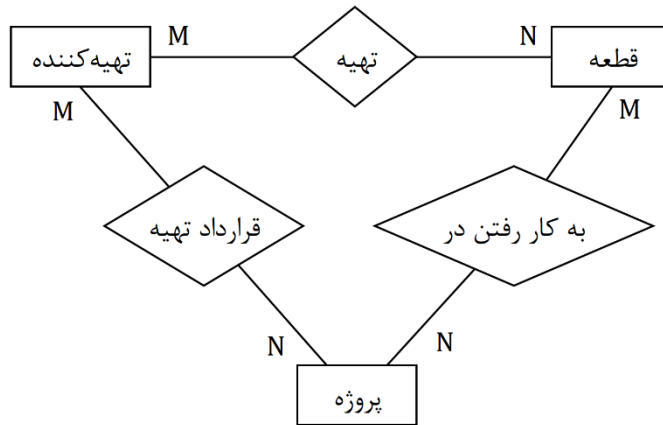 تهیه‌کننده
M
تهیه
N
قطعه
M
M
قرارداد تهیه
به کار رفتن در
N
N
پروژه